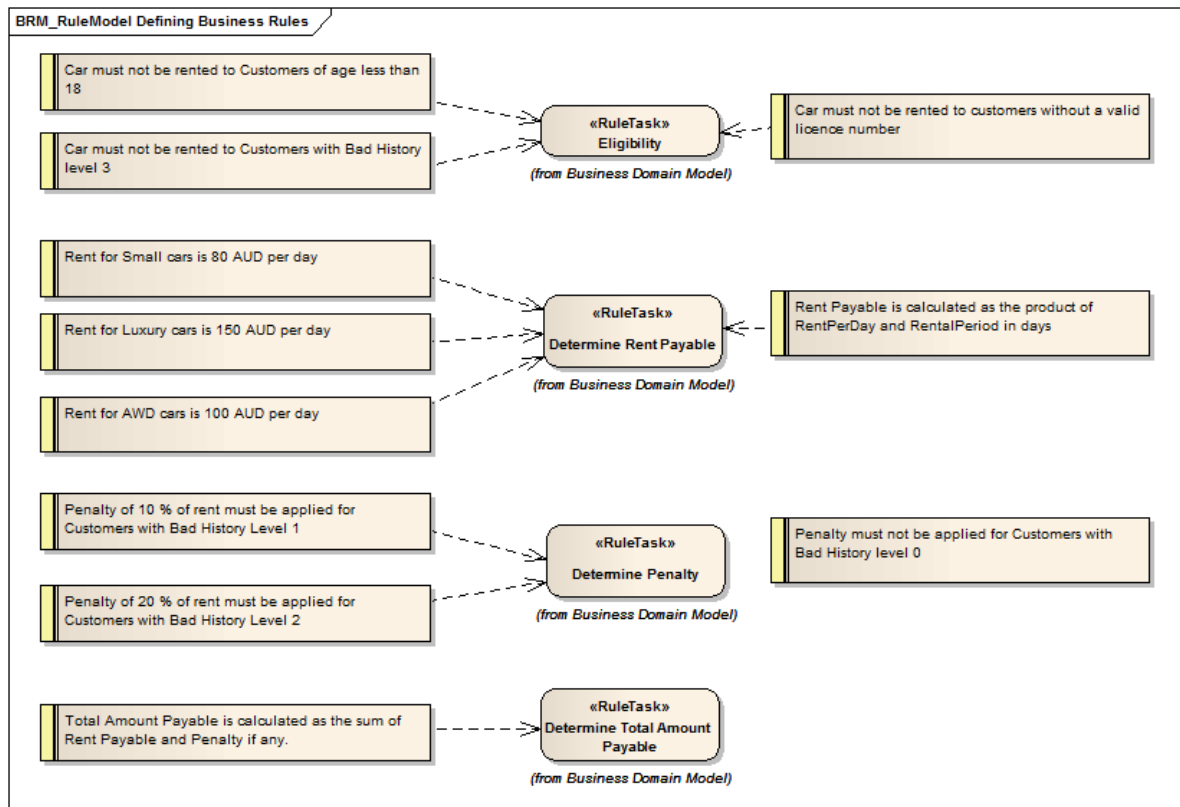 BRM_RuleModel Defining Business Rules
Car must not be rented to Customers of age less than
18
Car must not be rented to Customers with Bad History
level 3
«RuleTask»
Eligibility
(from Business Domain Model)
Car must not be rented to customers without a valid
licence number
Rent for Small cars is 80 AUD per day
Rent for Luxury cars is 150 AUD per day
Rent for AWD cars is 100 AUD per day
«RuleTask»
Determine Rent Payable
(from Business Domain Model)
Rent Payable is calculated as the product of
RentPerDay and RentalPeriod in days
Penalty of 10 % of rent must be applied for
Customers with Bad History Level 1
Penalty of 20 % of rent must be applied for
Customers with Bad History Level 2
«RuleTask»
Determine Penalty
(from Business Domain Model)
Penalty must not be applied for Customers with
Bad History level 0
Total Amount Payable is calculated as the sum of
Rent Payable and Penalty if any.
«RuleTask»
Determine Total Amount
Payable
(from Business Domain Model)